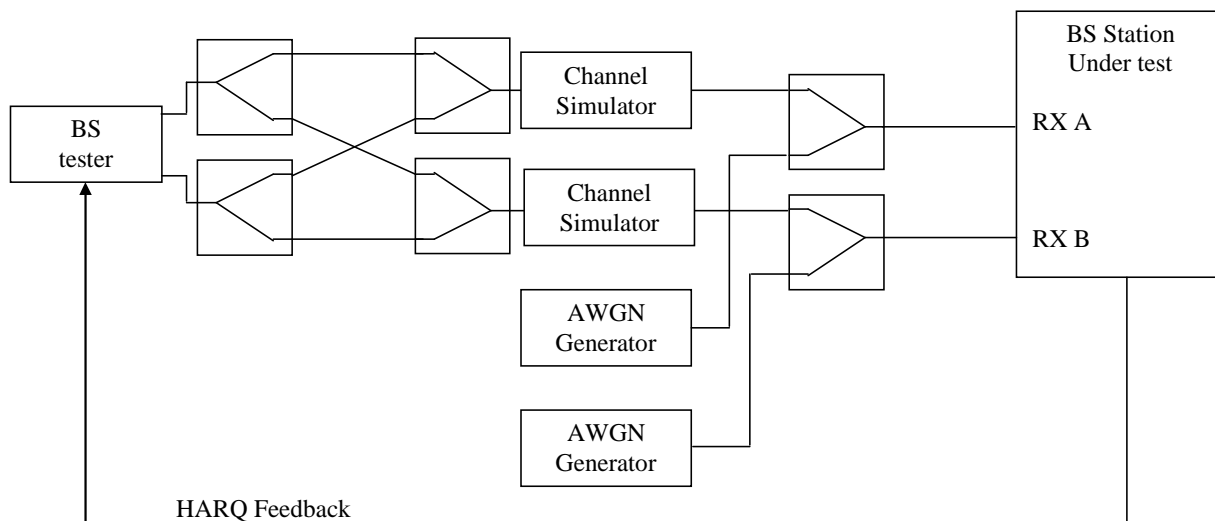 BS Station
Under test
Channel
Simulator
BS
tester
RX A
Channel
Simulator
RX B
AWGN
Generator
AWGN
Generator
HARQ Feedback